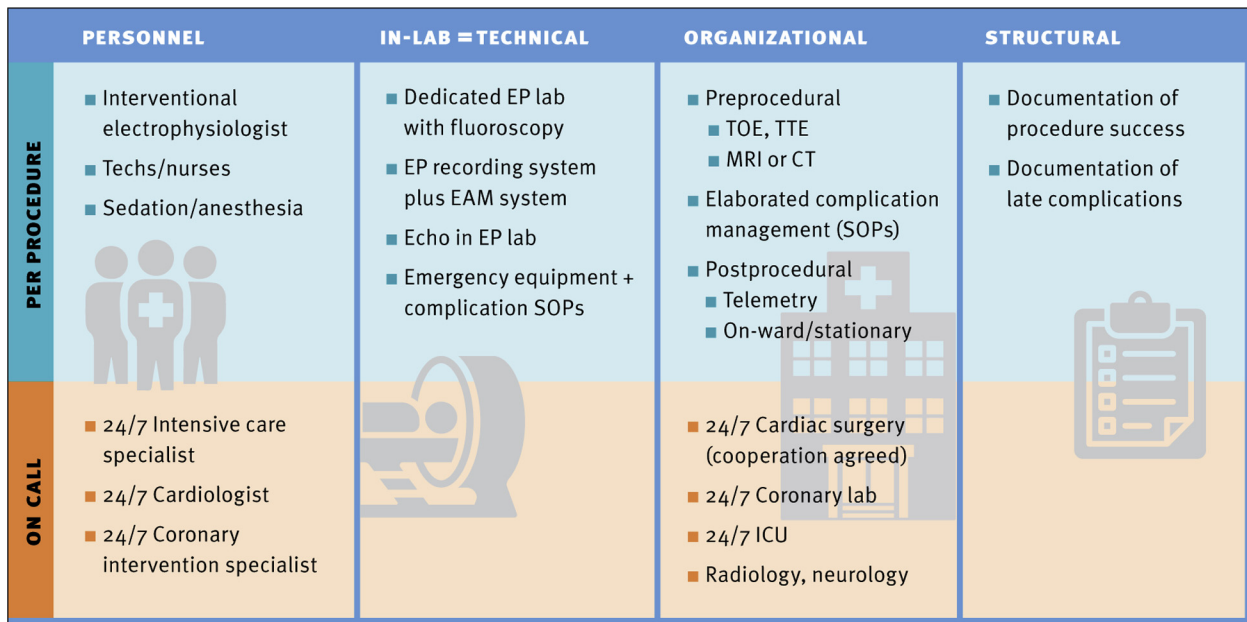 PERSONNEL
IN-LAB = TECHNICAL
ORGANIZATIONAL
STRUCTURAL
PER PROCEDURE
Interventional
electrophysiologist
Techs/nurses
Sedation/anesthesia
Dedicated EP lab
with fluoroscopy
EP recording system
plus EAM system
Echo in EP lab
Emergency equipment +
complication SOPs
Preprocedural
TOE, TTE
MRI or CT
Elaborated complication
management (SOPs)
Postprocedural
Telemetry
On-ward/stationary
Documentation of
procedure success
Documentation of
late complications
ON CALL
24/7 Intensive care
specialist
24/7 Cardiologist
24/7 Coronary
intervention specialist
24/7 Cardiac surgery
(cooperation agreed)
24/7 Coronary lab
24/7 ICU
Radiology, neurology